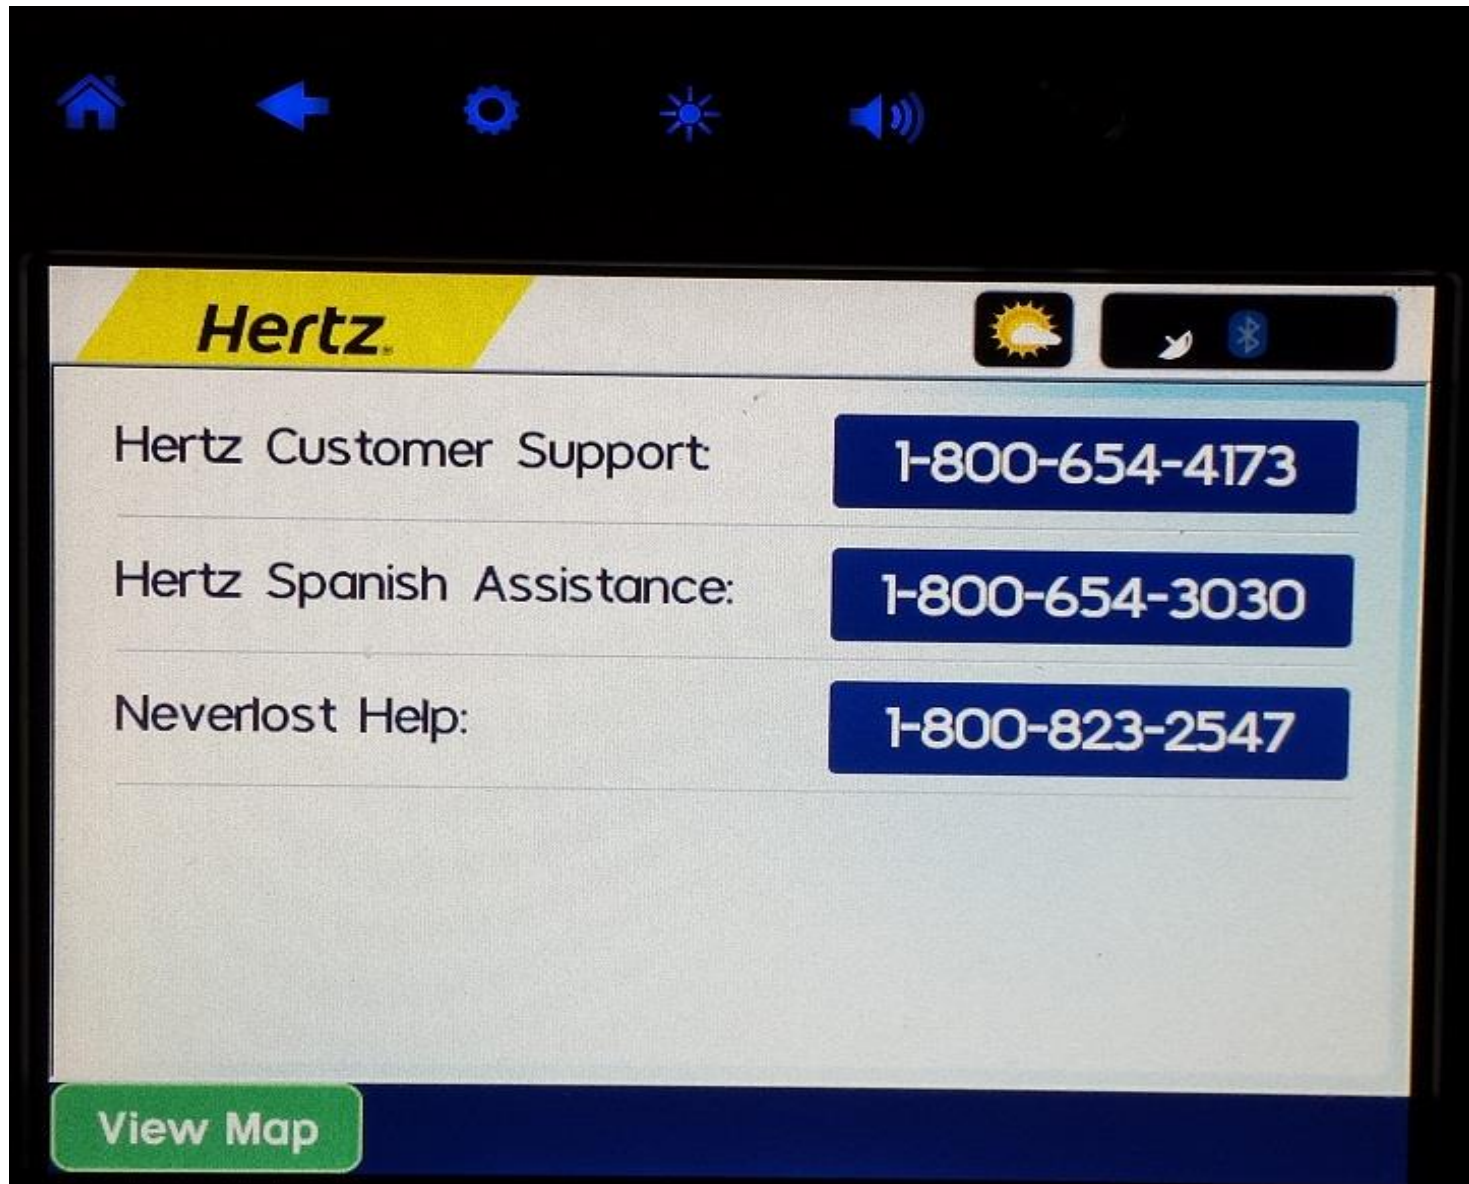 Hertz
Hertz Customer Support: 1-800-654-4173
Hertz Spanish Assistance: 1-800-654-3030
Neverlost Help: 1-800-823-2547
View Map